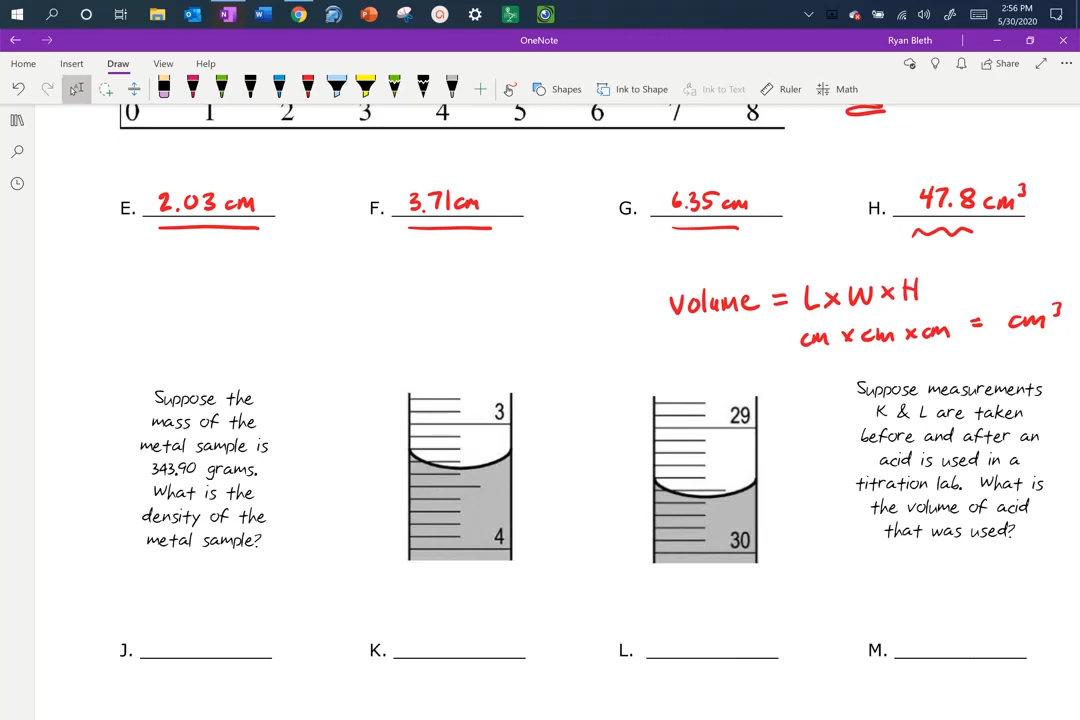 2:56 PM
5/30/2020
OneNote
Ryan Bleth
Home Insert Draw View Help
Share
Shapes Ink to Shape Ink to Text Ruler Math
0 1 2 3 4 5 6 7 8
E. 2.03 cm F. 3.71 cm G. 6.35 cm H. 47.8 cm³
Volume = L x W x H
cm x cm x cm = cm³
Suppose the
mass of the
metal sample is
343.90 grams.
What is the
density of the
metal sample?
3
4
29
30
Suppose measurements
K & L are taken
before and after an
acid is used in a
titration lab. What is
the volume of acid
that was used?
J. K. L. M.